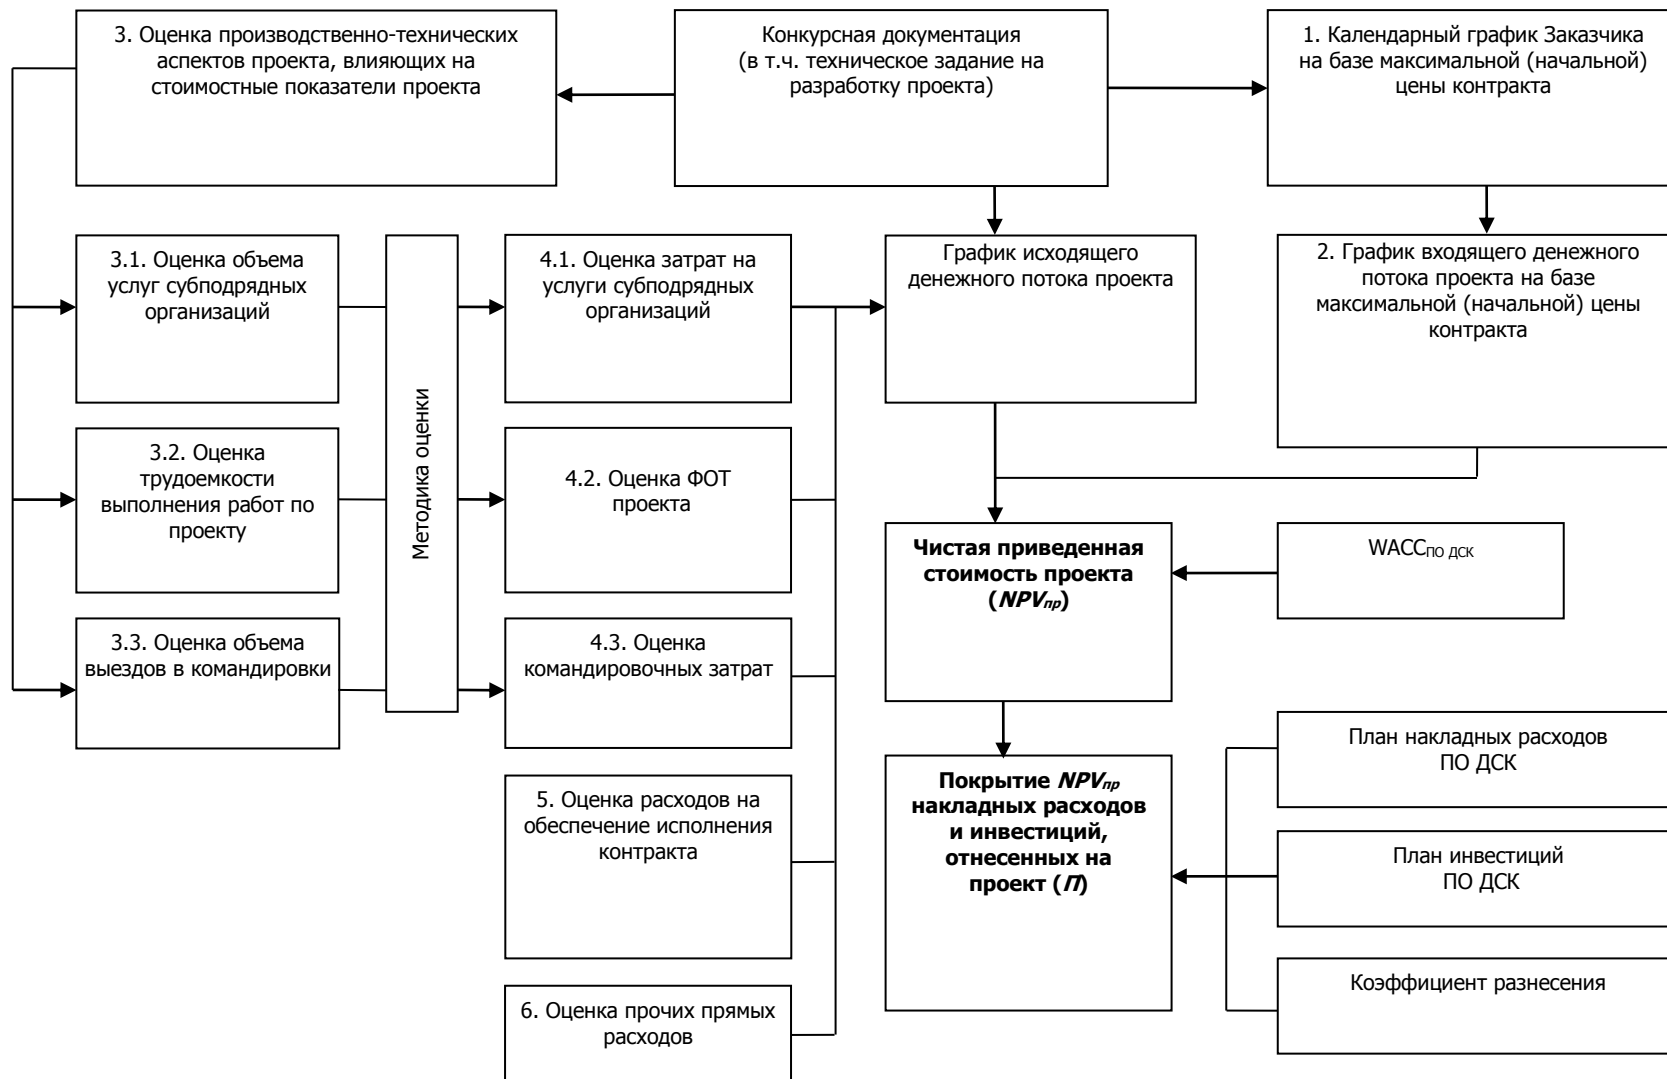 3. Оценка производственно-технических
аспектов проекта, влияющих на
стоимостные показатели проекта
Конкурсная документация
(в т.ч. техническое задание на
разработку проекта)
1. Календарный график Заказчика
на базе максимальной (начальной)
цены контракта
3.1. Оценка объема
услуг субподрядных
организаций
Методика оценки
4.1. Оценка затрат на
услуги субподрядных
организаций
График исходящего
денежного потока проекта
2. График входящего денежного
потока проекта на базе
максимальной (начальной) цены
контракта
3.2. Оценка
трудоемкости
выполнения работ по
проекту
4.2. Оценка ФОТ
проекта
Чистая приведенная
стоимость проекта
(NPVпр)
WACCПО ДСК
3.3. Оценка объема
выездов в командировки
4.3. Оценка
командировочных затрат
План накладных расходов
ПО ДСК
5. Оценка расходов на
обеспечение исполнения
контракта
Покрытие NPVпр
накладных расходов
и инвестиций,
отнесенных на
проект (П)
План инвестиций
ПО ДСК
6. Оценка прочих прямых
расходов
Коэффициент разнесения